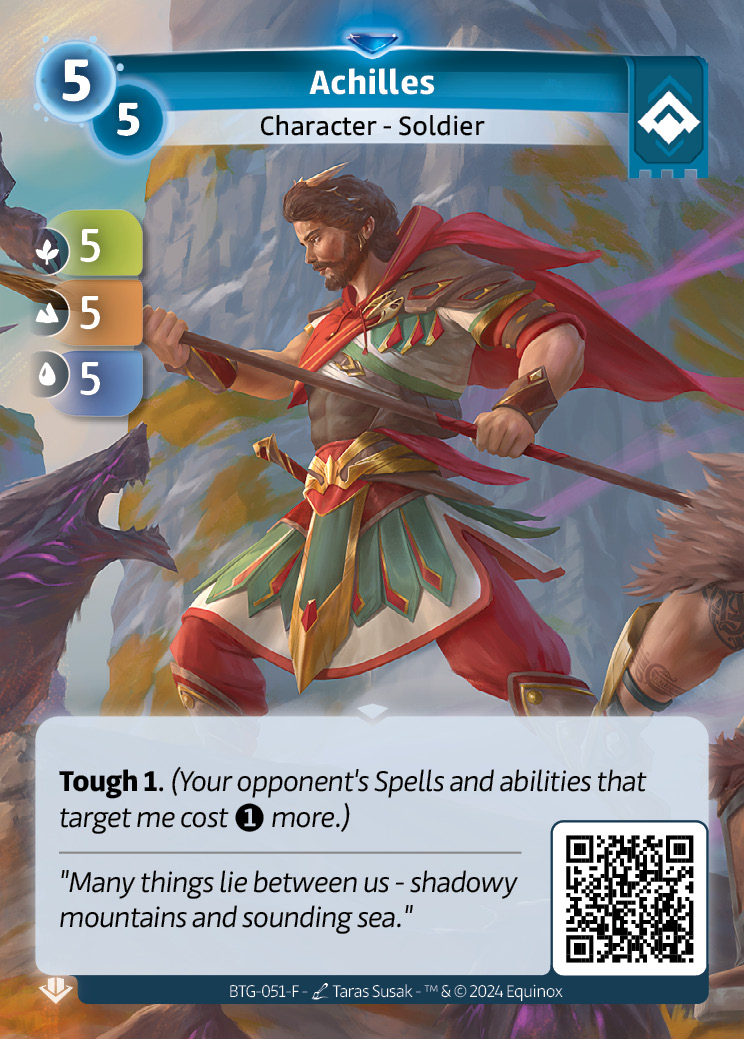 5
Achilles
5
Character - Soldier
5
5
5
Tough 1. (Your opponent's Spells and abilities that
target me cost 1 more.)
"Many things lie between us - shadowy
mountains and sounding sea."
BTG-051-F - Taras Susak - ™ & © 2024 Equinox